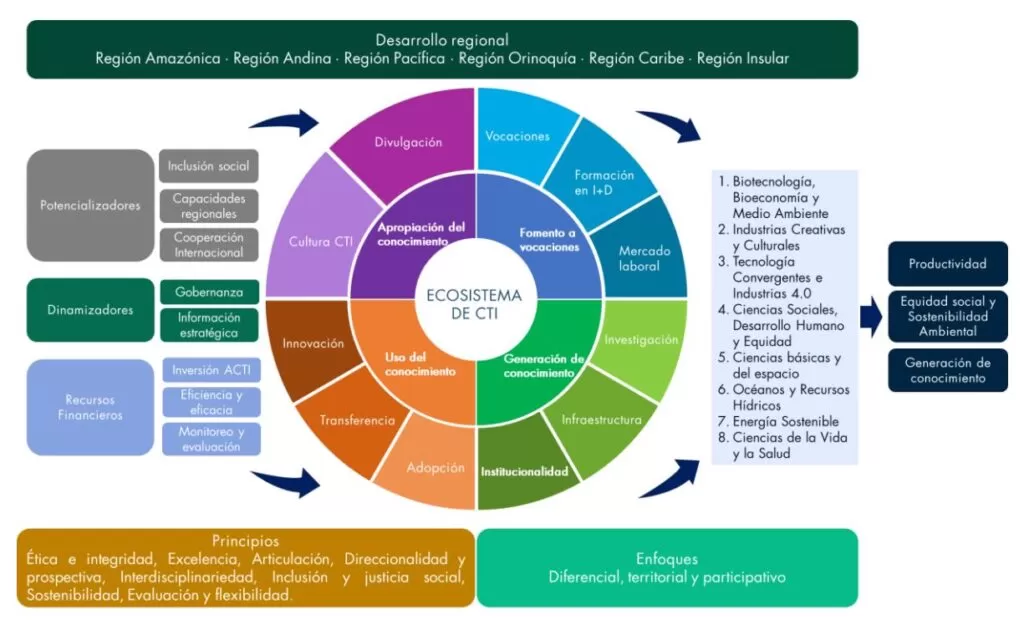 Desarrollo regional
Región Amazónica · Región Andina · Región Pacífica · Región Orinoquía · Región Caribe · Región Insular
Potencializadores
Inclusión social
Capacidades
regionales
Cooperación
Internacional
Dinamizadores
Gobernanza
Información
estratégica
Recursos
Financieros
Inversión ACTI
Eficiencia y
eficacia
Monitoreo y
evaluación
Divulgación
Cultura CTI
Apropiación del
conocimiento
Vocaciones
Formación
en I+D
Mercado
laboral
Fomento a
vocaciones
ECOSISTEMA
DE CTI
Innovación
Transferencia
Adopción
Uso del
conocimiento
Generación de
conocimiento
Investigación
Infraestructura
Institucionalidad
1. Biotecnología,
Bioeconomía y
Medio Ambiente
2. Industrias Creativas
y Culturales
3. Tecnología
Convergentes e
Industrias 4.0
4. Ciencias Sociales,
Desarrollo Humano
y Equidad
5. Ciencias básicas y
del espacio
6. Océanos y Recursos
Hídricos
7. Energía Sostenible
8. Ciencias de la Vida
y la Salud
Productividad
Equidad social y
Sostenibilidad
Ambiental
Generación de
conocimiento
Principios
Ética e integridad, Excelencia, Articulación, Direccionalidad y
prospectiva, Interdisciplinariedad, Inclusión y justicia social,
Sostenibilidad, Evaluación y flexibilidad.
Enfoques
Diferencial, territorial y participativo